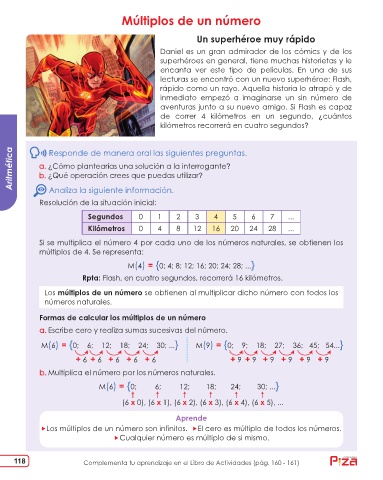 Múltiplos de un número
Un superhéroe muy rápido
Daniel es un gran admirador de los cómics y de los
superhéroes en general, tiene muchas historietas y le
encanta ver este tipo de películas. En una de sus
lecturas se encontró con un nuevo superhéroe: Flash,
rápido como un rayo. Aquella historia lo atrapó y de
inmediato empezó a imaginarse un sin número de
aventuras junto a su nuevo amigo. Si Flash es capaz
de correr 4 kilómetros en un segundo, ¿cuántos
kilómetros recorrerá en cuatro segundos?
Aritmética
Responde de manera oral las siguientes preguntas.
a. ¿Cómo plantearías una solución a la interrogante?
b. ¿Qué operación crees que puedas utilizar?
Analiza la siguiente información.
Resolución de la situación inicial:
Segundos 0 1 2 3 4 5 6 7 ...
Kilómetros 0 4 8 12 16 20 24 28 ...
Si se multiplica el número 4 por cada uno de los números naturales, se obtienen los
múltiplos de 4. Se representa:
M(4) = {0; 4; 8; 12; 16; 20; 24; 28; ...}
Rpta: Flash, en cuatro segundos, recorrerá 16 kilómetros.
Los múltiplos de un número se obtienen al multiplicar dicho número con todos los
números naturales.
Formas de calcular los múltiplos de un número
a. Escribe cero y realiza sumas sucesivas del número.
M(6) = {0; 6; 12; 18; 24; 30; ...} M(9) = {0; 9; 18; 27; 36; 45; 54...}
+ 6 + 6 + 6 + 6 + 6 + 9 + 9 + 9 + 9 + 9 + 9
b. Multiplica el número por los números naturales.
M(6) = {0; 6; 12; 18; 24; 30; ...}
(6 x 0), (6 x 1), (6 x 2), (6 x 3), (6 x 4), (6 x 5), ...
Aprende
Los múltiplos de un número son infinitos. El cero es múltiplo de todos los números.
Cualquier número es múltiplo de si mismo.
118
Complementa tu aprendizaje en el Libro de Actividades (pág. 160 - 161)